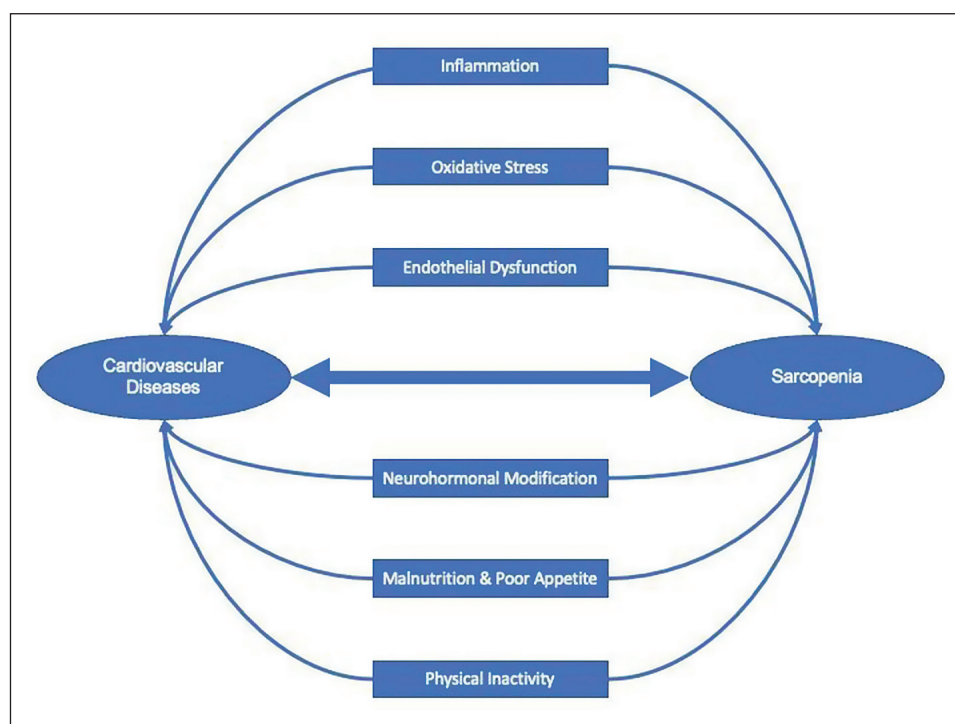 Inflammation
Oxidative Stress
Endothelial Dysfunction
Cardiovascular
Diseases
Sarcopenia
Neurohormonal Modification
Malnutrition & Poor Appetite
Physical Inactivity